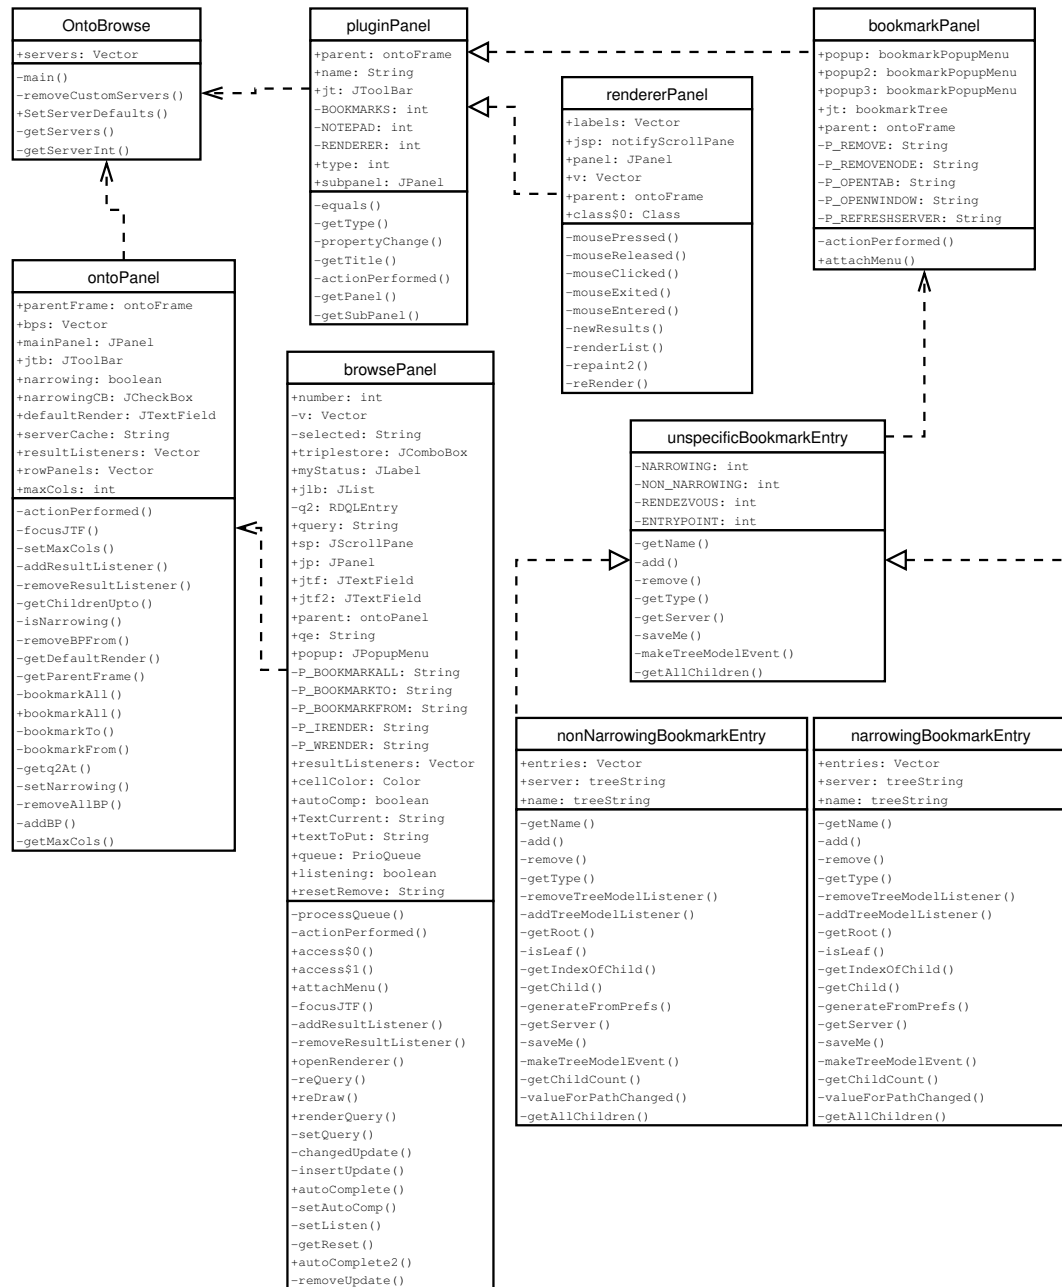 OntoBrowse
+servers: Vector
-main()
-removeCustomServers()
+SetServerDefaults()
-getServers()
-getServerInt()
pluginPanel
+parent: ontoFrame
+name: String
+jt: JToolBar
-BOOKMARKS: int
-NOTEPAD: int
-RENDERER: int
+type: int
+subpanel: JPanel
-equals()
-getType()
-propertyChange()
-getTitle()
-actionPerformed()
-getPanel()
-getSubPanel()
rendererPanel
+labels: Vector
+jsp: notifyScrollPane
+panel: JPanel
+v: Vector
+parent: ontoFrame
+class$0: Class
-mousePressed()
-mouseReleased()
-mouseClicked()
-mouseExited()
-mouseEntered()
-newResults()
-renderList()
-repaint2()
-reRender()
bookmarkPanel
+popup: bookmarkPopupMenu
+popup2: bookmarkPopupMenu
+popup3: bookmarkPopupMenu
+jt: bookmarkTree
+parent: ontoFrame
-P_REMOVE: String
-P_REMOVENODE: String
-P_OPENTAB: String
-P_OPENWINDOW: String
-P_REFRESHSERVER: String
-actionPerformed()
+attachMenu()
ontoPanel
+parentFrame: ontoFrame
+bps: Vector
+mainPanel: JPanel
+jtb: JToolBar
+narrowing: boolean
+narrowingCB: JCheckBox
+defaultRender: JTextField
+serverCache: String
+resultListeners: Vector
+rowPanels: Vector
+maxCols: int
-actionPerformed()
-focusJTF()
-setMaxCols()
-addResultListener()
-removeResultListener()
-getChildrenUpto()
-isNarrowing()
-removeBPFrom()
-getDefaultRender()
-getParentFrame()
-bookmarkAll()
+bookmarkAll()
-bookmarkTo()
-bookmarkFrom()
-getq2At()
-setNarrowing()
-removeAllBP()
-addBP()
-getMaxCols()
browsePanel
+number: int
-v: Vector
-selected: String
+triplestore: JComboBox
+myStatus: JLabel
+jlb: JList
-q2: RDQLEntry
+query: String
+sp: JScrollPane
+jp: JPanel
+jtf: JTextField
+jtf2: JTextField
+parent: ontoPanel
+qe: String
+popup: JPopupMenu
-P_BOOKMARKALL: String
-P_BOOKMARKTO: String
-P_BOOKMARKFROM: String
-P_IRENDER: String
-P_WRENDER: String
+resultListeners: Vector
+cellColor: Color
+autoComp: boolean
+TextCurrent: String
+textToPut: String
+queue: PrioQueue
+listening: boolean
+resetRemove: String
-processQueue()
-actionPerformed()
+access$0()
+access$1()
+attachMenu()
-focusJTF()
-addResultListener()
-removeResultListener()
+openRenderer()
-reQuery()
+reDraw()
+renderQuery()
-setQuery()
-changedUpdate()
-insertUpdate()
+autoComplete()
-setAutoComp()
-setListen()
-getReset()
+autoComplete2()
-removeUpdate()
unspecificBookmarkEntry
-NARROWING: int
-NON_NARROWING: int
-RENDEZVOUS: int
-ENTRYPOINT: int
-getName()
-add()
-remove()
-getType()
-getServer()
-saveMe()
-makeTreeModelEvent()
-getAllChildren()
nonNarrowingBookmarkEntry
+entries: Vector
+server: treeString
+name: treeString
-getName()
-add()
-remove()
-getType()
-removeTreeModelListener()
-addTreeModelListener()
-getRoot()
-isLeaf()
-getIndexOfChild()
-getChild()
-generateFromPrefs()
-getServer()
-saveMe()
-makeTreeModelEvent()
-getChildCount()
-valueForPathChanged()
-getAllChildren()
narrowingBookmarkEntry
+entries: Vector
+server: treeString
+name: treeString
-getName()
-add()
-remove()
-getType()
-removeTreeModelListener()
-addTreeModelListener()
-getRoot()
-isLeaf()
-getIndexOfChild()
-getChild()
-generateFromPrefs()
-getServer()
-saveMe()
-makeTreeModelEvent()
-getChildCount()
-valueForPathChanged()
-getAllChildren()